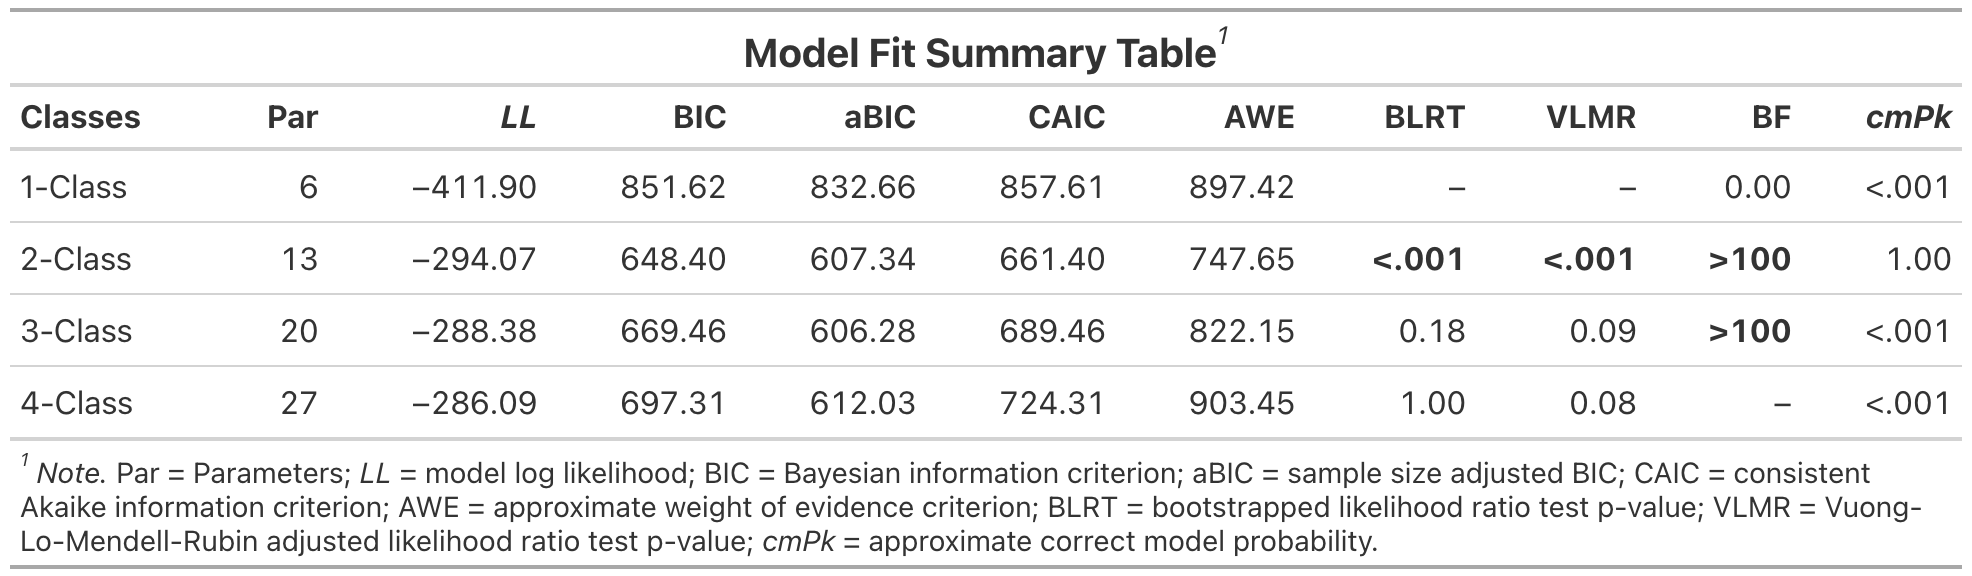 Model Fit Summary Table1
Classes Par LL BIC aBIC CAIC AWE BLRT VLMR BF cmPk
1-Class 6 −411.90 851.62 832.66 857.61 897.42 – – 0.00 <.001
2-Class 13 −294.07 648.40 607.34 661.40 747.65 <.001 <.001 >100 1.00
3-Class 20 −288.38 669.46 606.28 689.46 822.15 0.18 0.09 >100 <.001
4-Class 27 −286.09 697.31 612.03 724.31 903.45 1.00 0.08 – <.001
1 Note. Par = Parameters; LL = model log likelihood; BIC = Bayesian information criterion; aBIC = sample size adjusted BIC; CAIC = consistent
Akaike information criterion; AWE = approximate weight of evidence criterion; BLRT = bootstrapped likelihood ratio test p-value; VLMR = Vuong-
Lo-Mendell-Rubin adjusted likelihood ratio test p-value; cmPk = approximate correct model probability.